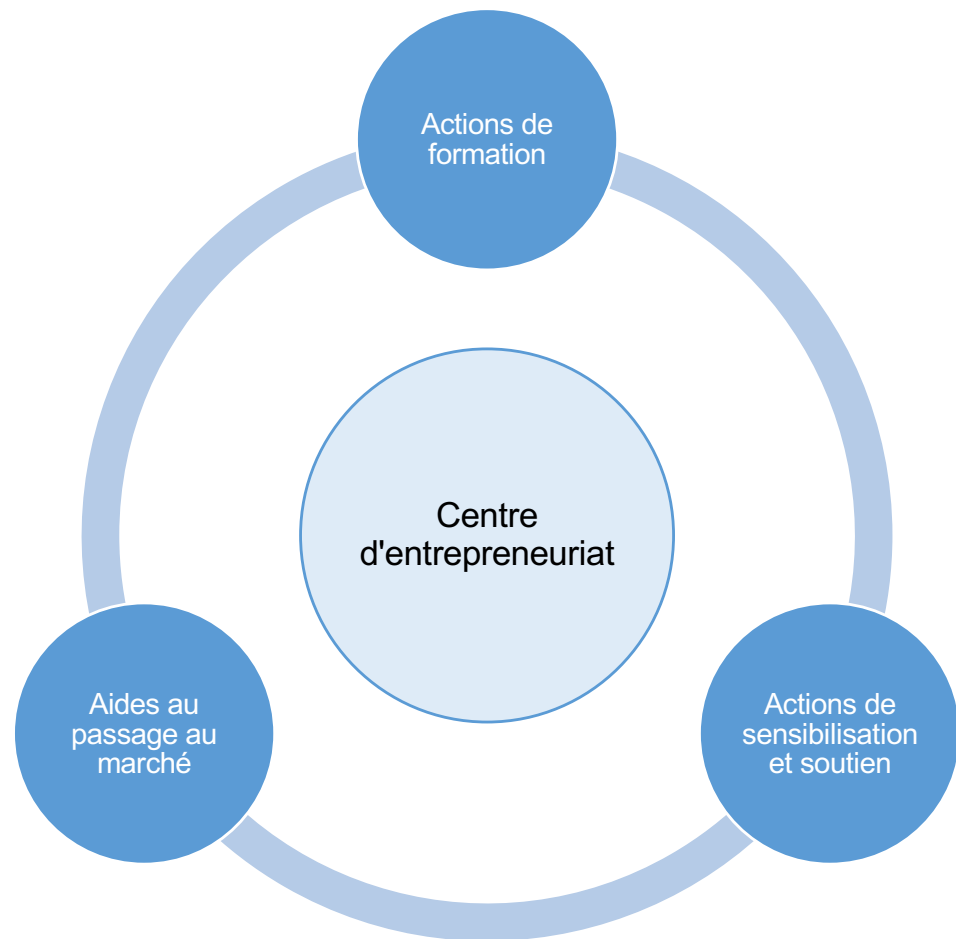 Actions de
formation
Centre
d'entrepreneuriat
Aides au
passage au
marché
Actions de
sensibilisation
et soutien